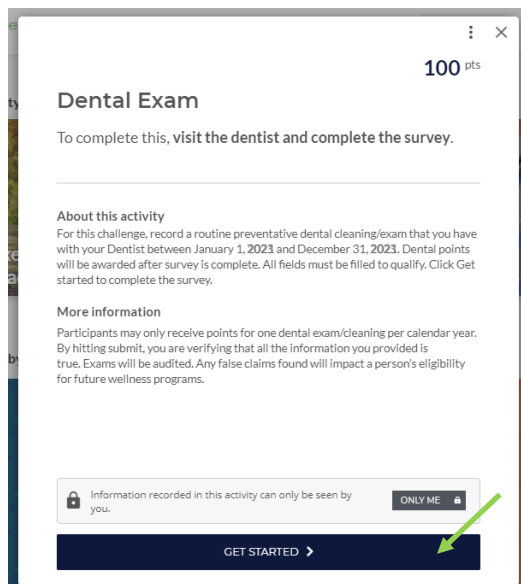 100 pts
Dental Exam
To complete this, visit the dentist and complete the survey.
About this activity
For this challenge, record a routine preventative dental cleaning/exam that you have
with your Dentist between January 1, 2023 and December 31, 2023. Dental points
will be awarded after survey is complete. All fields must be filled to qualify. Click Get
started to complete the survey.
More information
Participants may only receive points for one dental exam/cleaning per calendar year.
By hitting submit, you are verifying that all the information you provided is
true. Exams will be audited. Any false claims found will impact a person's eligibility
for future wellness programs.
Information recorded in this activity can only be seen by
you.
ONLY ME
GET STARTED